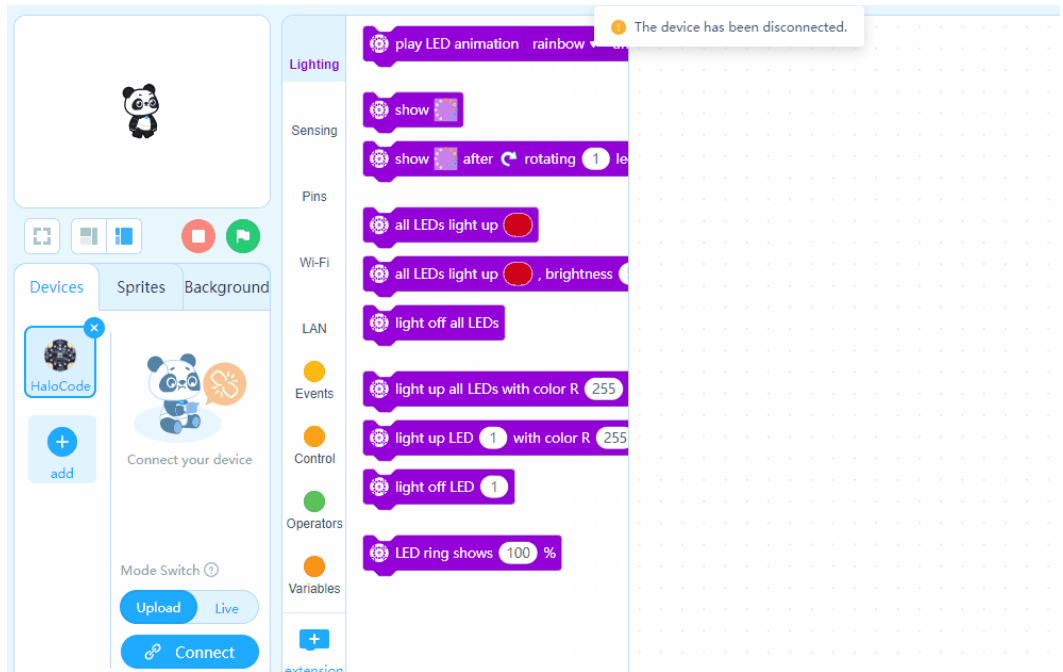 The device has been disconnected.
play LED animation rainbow
Lighting
show
Sensing
show after rotating 1 le
Pins
all LEDs light up
Wi-Fi
all LEDs light up , brightness
LAN
light off all LEDs
Devices
Sprites
Background
HaloCode
add
Connect your device
Mode Switch ?
Upload
Live
Connect
Events
light up all LEDs with color R 255
Control
light up LED 1 with color R 255
light off LED 1
Operators
LED ring shows 100 %
Variables
extension